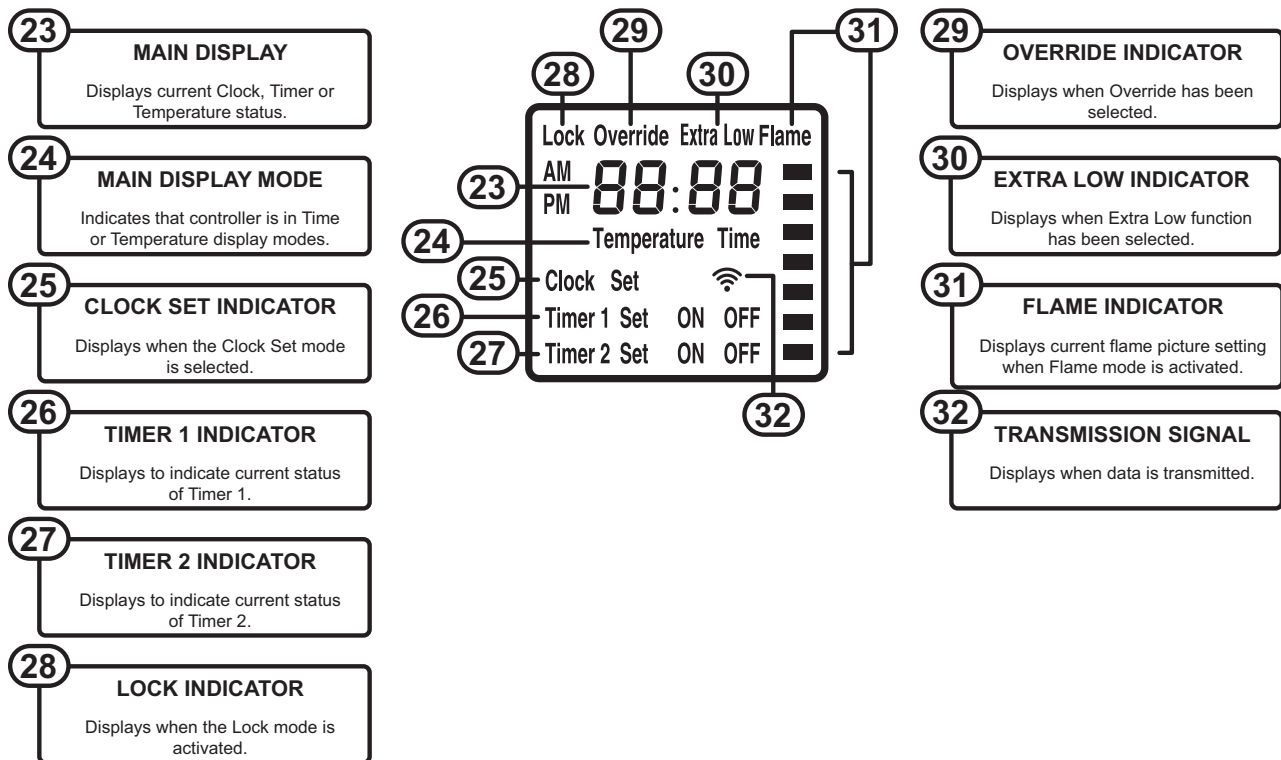 23
MAIN DISPLAY
Displays current Clock, Timer or
Temperature status.
24
MAIN DISPLAY MODE
Indicates that controller is in Time
or Temperature display modes.
25
CLOCK SET INDICATOR
Displays when the Clock Set mode
is selected.
26
TIMER 1 INDICATOR
Displays to indicate current status
of Timer 1.
27
TIMER 2 INDICATOR
Displays to indicate current status
of Timer 2.
28
LOCK INDICATOR
Displays when the Lock mode is
activated.
29
31
28
30
Lock Override Extra Low Flame
AM
23
88:88
PM
24
Temperature Time
25
Clock Set
26
Timer 1 Set ON OFF
27
Timer 2 Set ON OFF
32
29
OVERRIDE INDICATOR
Displays when Override has been
selected.
30
EXTRA LOW INDICATOR
Displays when Extra Low function
has been selected.
31
FLAME INDICATOR
Displays current flame picture setting
when Flame mode is activated.
32
TRANSMISSION SIGNAL
Displays when data is transmitted.